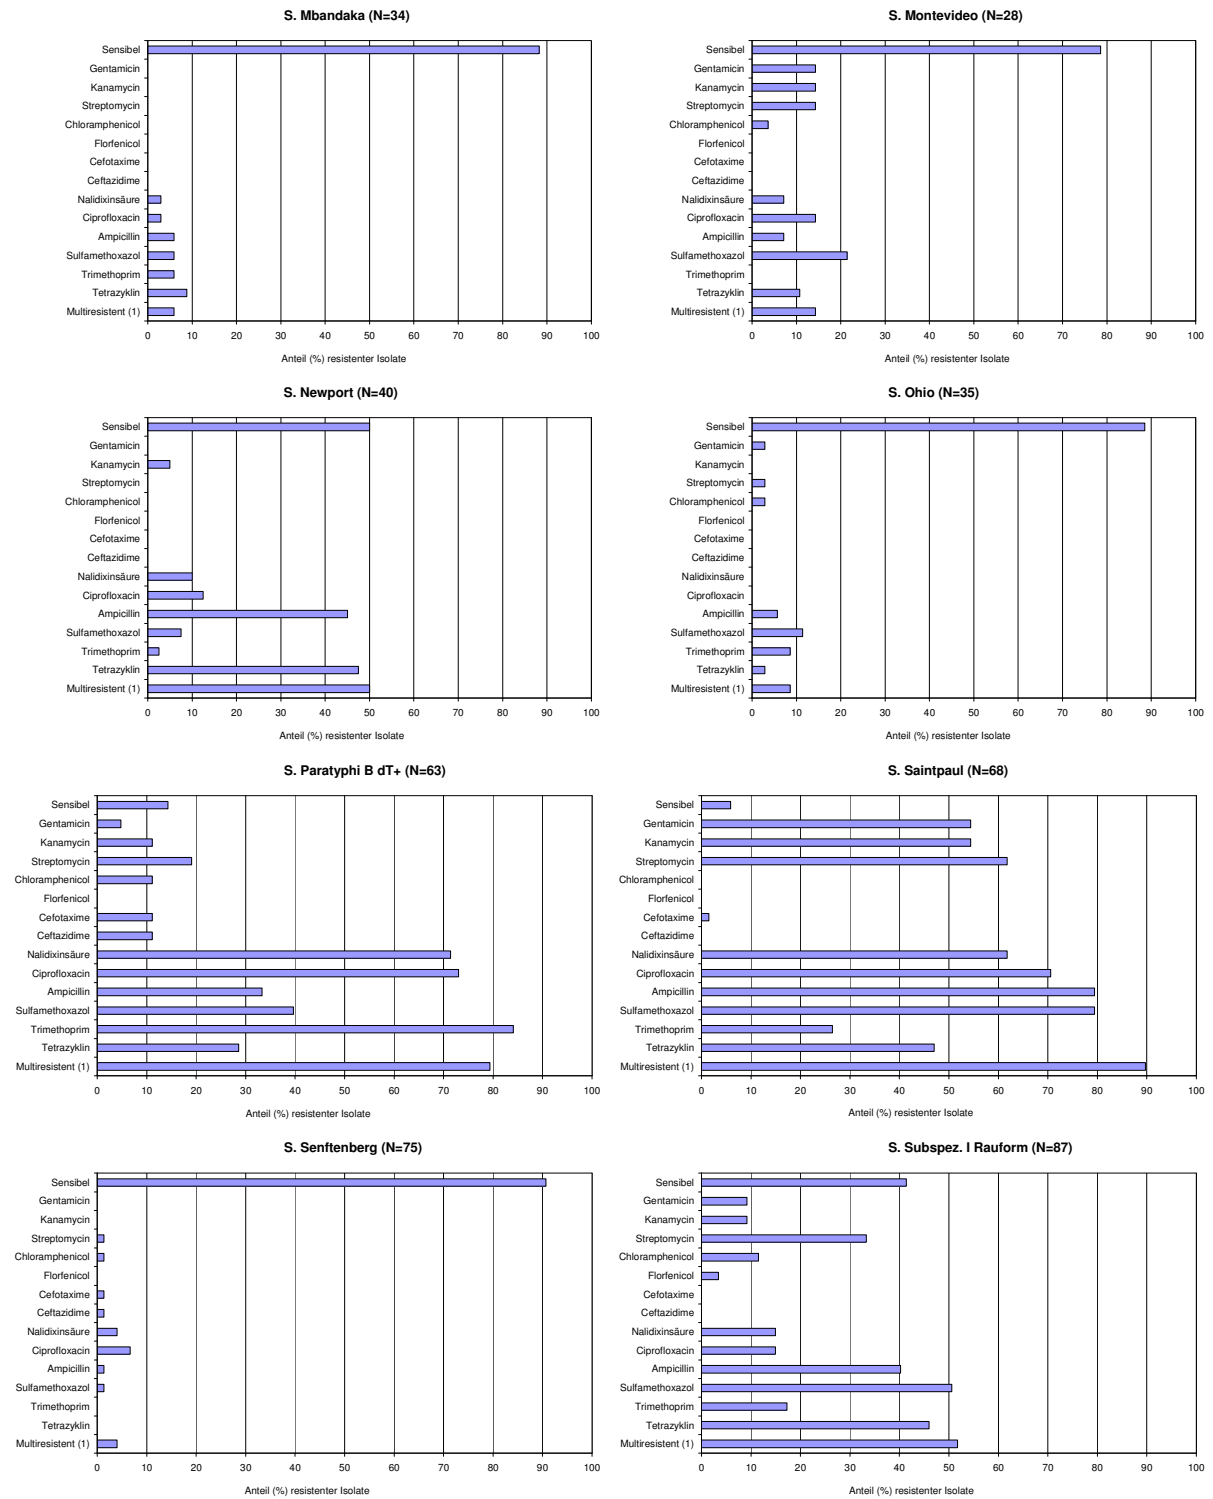 S. Mbandaka (N=34)
Sensibel
Gentamicin
Kanamycin
Streptomycin
Chloramphenicol
Florfenicol
Cefotaxime
Ceftazidime
Nalidixinsäure
Ciprofloxacin
Ampicillin
Sulfamethoxazol
Trimethoprim
Tetrazyklin
Multiresistent (1)
0 10 20 30 40 50 60 70 80 90 100
Anteil (%) resistenter Isolate
S. Montevideo (N=28)
Sensibel
Gentamicin
Kanamycin
Streptomycin
Chloramphenicol
Florfenicol
Cefotaxime
Ceftazidime
Nalidixinsäure
Ciprofloxacin
Ampicillin
Sulfamethoxazol
Trimethoprim
Tetrazyklin
Multiresistent (1)
0 10 20 30 40 50 60 70 80 90 100
Anteil (%) resistenter Isolate
S. Newport (N=40)
Sensibel
Gentamicin
Kanamycin
Streptomycin
Chloramphenicol
Florfenicol
Cefotaxime
Ceftazidime
Nalidixinsäure
Ciprofloxacin
Ampicillin
Sulfamethoxazol
Trimethoprim
Tetrazyklin
Multiresistent (1)
0 10 20 30 40 50 60 70 80 90 100
Anteil (%) resistenter Isolate
S. Ohio (N=35)
Sensibel
Gentamicin
Kanamycin
Streptomycin
Chloramphenicol
Florfenicol
Cefotaxime
Ceftazidime
Nalidixinsäure
Ciprofloxacin
Ampicillin
Sulfamethoxazol
Trimethoprim
Tetrazyklin
Multiresistent (1)
0 10 20 30 40 50 60 70 80 90 100
Anteil (%) resistenter Isolate
S. Paratyphi B dT+ (N=63)
Sensibel
Gentamicin
Kanamycin
Streptomycin
Chloramphenicol
Florfenicol
Cefotaxime
Ceftazidime
Nalidixinsäure
Ciprofloxacin
Ampicillin
Sulfamethoxazol
Trimethoprim
Tetrazyklin
Multiresistent (1)
0 10 20 30 40 50 60 70 80 90 100
Anteil (%) resistenter Isolate
S. Saintpaul (N=68)
Sensibel
Gentamicin
Kanamycin
Streptomycin
Chloramphenicol
Florfenicol
Cefotaxime
Ceftazidime
Nalidixinsäure
Ciprofloxacin
Ampicillin
Sulfamethoxazol
Trimethoprim
Tetrazyklin
Multiresistent (1)
0 10 20 30 40 50 60 70 80 90 100
Anteil (%) resistenter Isolate
S. Senftenberg (N=75)
Sensibel
Gentamicin
Kanamycin
Streptomycin
Chloramphenicol
Florfenicol
Cefotaxime
Ceftazidime
Nalidixinsäure
Ciprofloxacin
Ampicillin
Sulfamethoxazol
Trimethoprim
Tetrazyklin
Multiresistent (1)
0 10 20 30 40 50 60 70 80 90 100
Anteil (%) resistenter Isolate
S. Subspez. I Rauform (N=87)
Sensibel
Gentamicin
Kanamycin
Streptomycin
Chloramphenicol
Florfenicol
Cefotaxime
Ceftazidime
Nalidixinsäure
Ciprofloxacin
Ampicillin
Sulfamethoxazol
Trimethoprim
Tetrazyklin
Multiresistent (1)
0 10 20 30 40 50 60 70 80 90 100
Anteil (%) resistenter Isolate